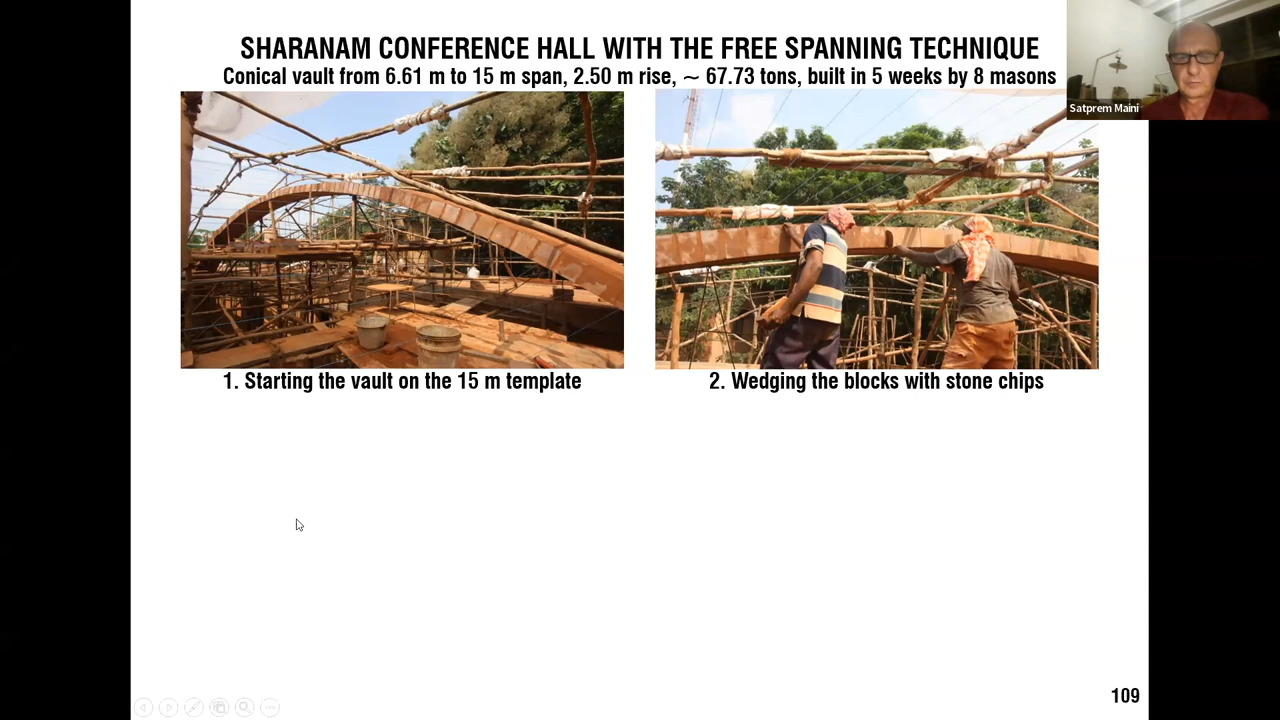 SHARANAM CONFERENCE HALL WITH THE FREE SPANNING TECHNIQUE
Conical vault from 6.61 m to 15 m span, 2.50 m rise, ~ 67.73 tons, built in 5 weeks by 8 masons
Satprem Maini
1. Starting the vault on the 15 m template
2. Wedging the blocks with stone chips
109